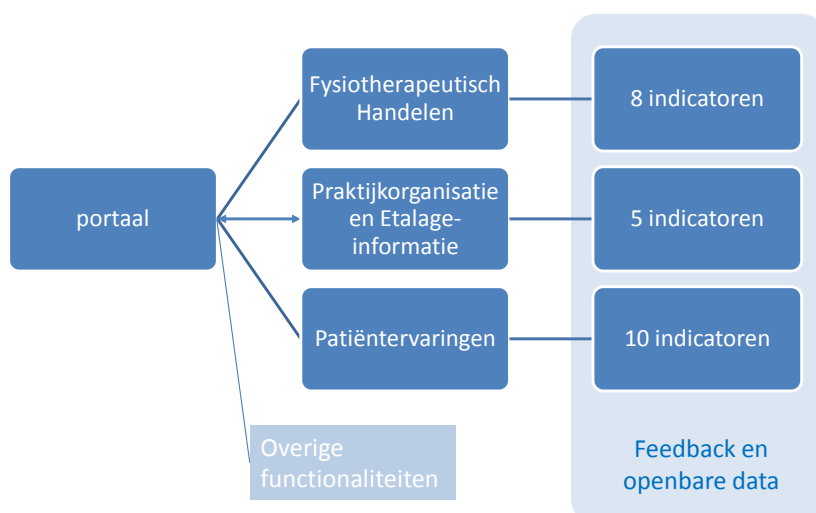 portaal
Fysiotherapeutisch
Handelen
8 indicatoren
Praktijkorganisatie
en Etalage-
informatie
5 indicatoren
Patiëntervaringen
10 indicatoren
Overige
functionaliteiten
Feedback en
openbare data